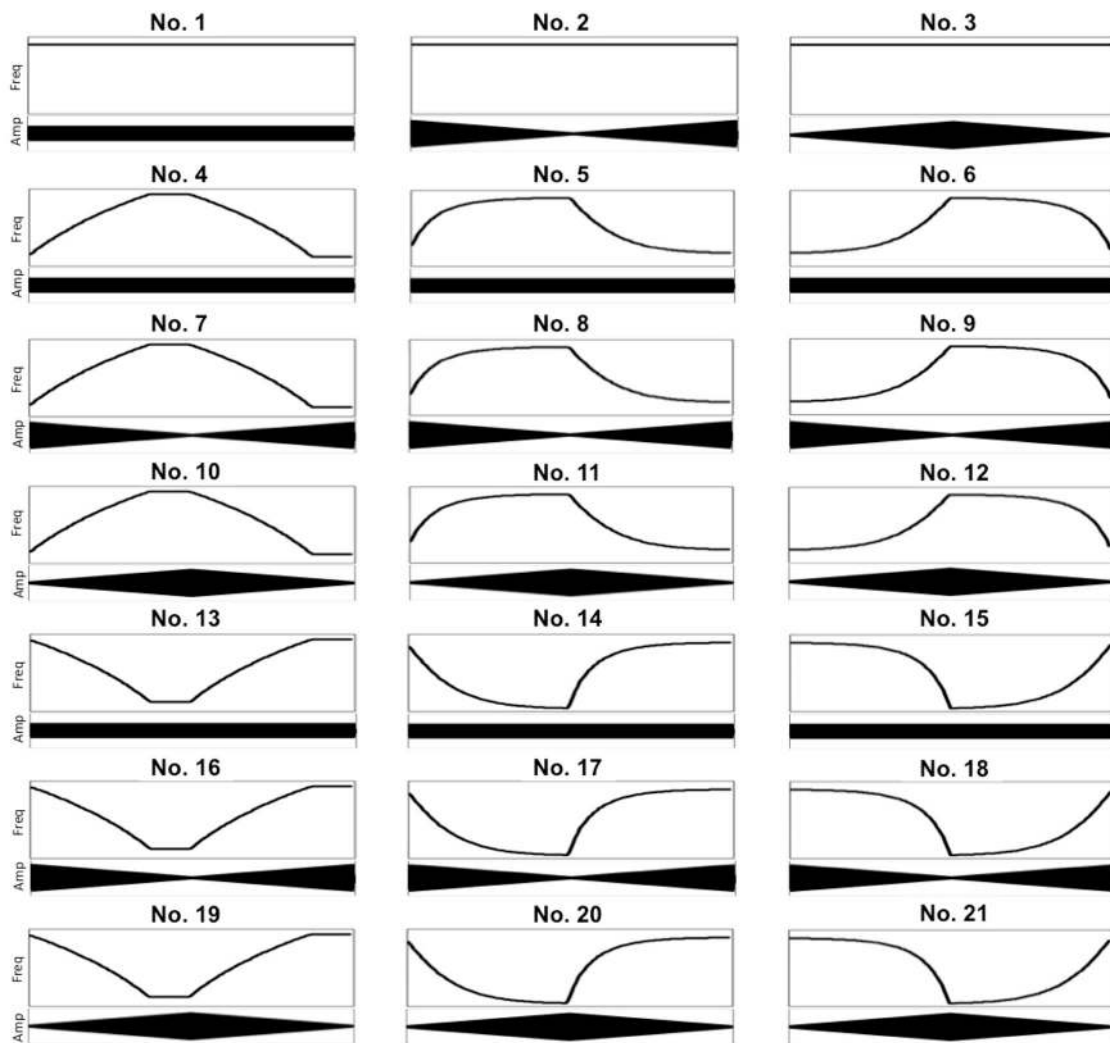 No. 1 No. 2 No. 3
Freq
Amp
No. 4 No. 5 No. 6
Freq
Amp
No. 7 No. 8 No. 9
Freq
Amp
No. 10 No. 11 No. 12
Freq
Amp
No. 13 No. 14 No. 15
Freq
Amp
No. 16 No. 17 No. 18
Freq
Amp
No. 19 No. 20 No. 21
Freq
Amp